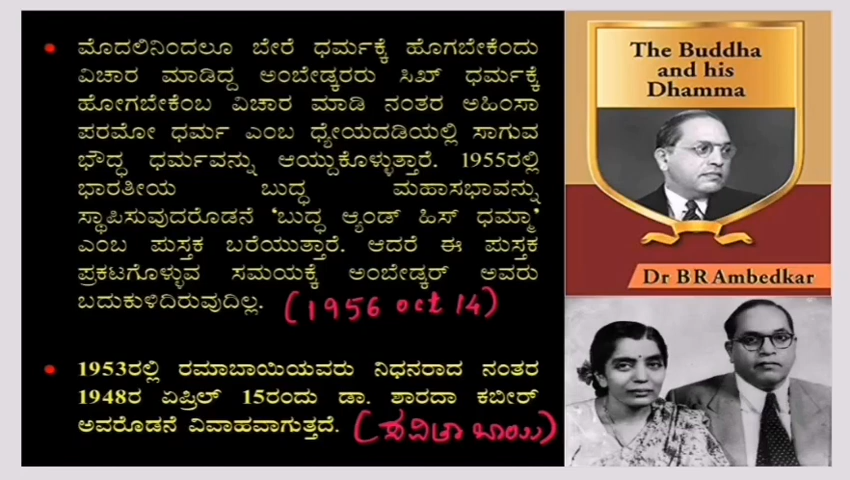 ಮೊದಲಿನಿಂದಲೂ ಬೇರೆ ಧರ್ಮಕ್ಕೆ ಹೊಗಬೇಕೆಂದು
ವಿಚಾರ ಮಾಡಿದ್ದ ಅಂಬೇಡ್ಕರರು ಸಿಖ್ ಧರ್ಮಕ್ಕೆ
ಹೋಗಬೇಕೆಂಬ ವಿಚಾರ ಮಾಡಿ ನಂತರ ಅಹಿಂಸಾ
ಪರಮೋ ಧರ್ಮ ಎಂಬ ಧ್ಯೇಯದಡಿಯಲ್ಲಿ ಸಾಗುವ
ಭೌದ್ಧ ಧರ್ಮವನ್ನು ಆಯ್ದುಕೊಳ್ಳುತ್ತಾರೆ. 1955ರಲ್ಲಿ
ಭಾರತೀಯ ಬುದ್ಧ ಮಹಾಸಭಾವನ್ನು
ಸ್ಥಾಪಿಸುವುದರೊಡನೆ ‘ಬುದ್ಧ ಆ್ಯಂಡ್ ಹಿಸ್ ಧಮ್ಮಾ’
ಎಂಬ ಪುಸ್ತಕ ಬರೆಯುತ್ತಾರೆ. ಆದರೆ ಈ ಪುಸ್ತಕ
ಪ್ರಕಟಗೊಳ್ಳುವ ಸಮಯಕ್ಕೆ ಅಂಬೇಡ್ಕರ್ ಅವರು
ಬದುಕುಳಿದಿರುವುದಿಲ್ಲ. (1956 oct 14)
1953ರಲ್ಲಿ ರಮಾಬಾಯಿಯವರು ನಿಧನರಾದ ನಂತರ
1948ರ ಏಪ್ರಿಲ್ 15ರಂದು ಡಾ. ಶಾರದಾ ಕಬೀರ್
ಅವರೊಡನೆ ವಿವಾಹವಾಗುತ್ತದೆ. (ಸವಿತಾ ಬಾಯಿ)
The Buddha
and his
Dhamma
Dr B R Ambedkar